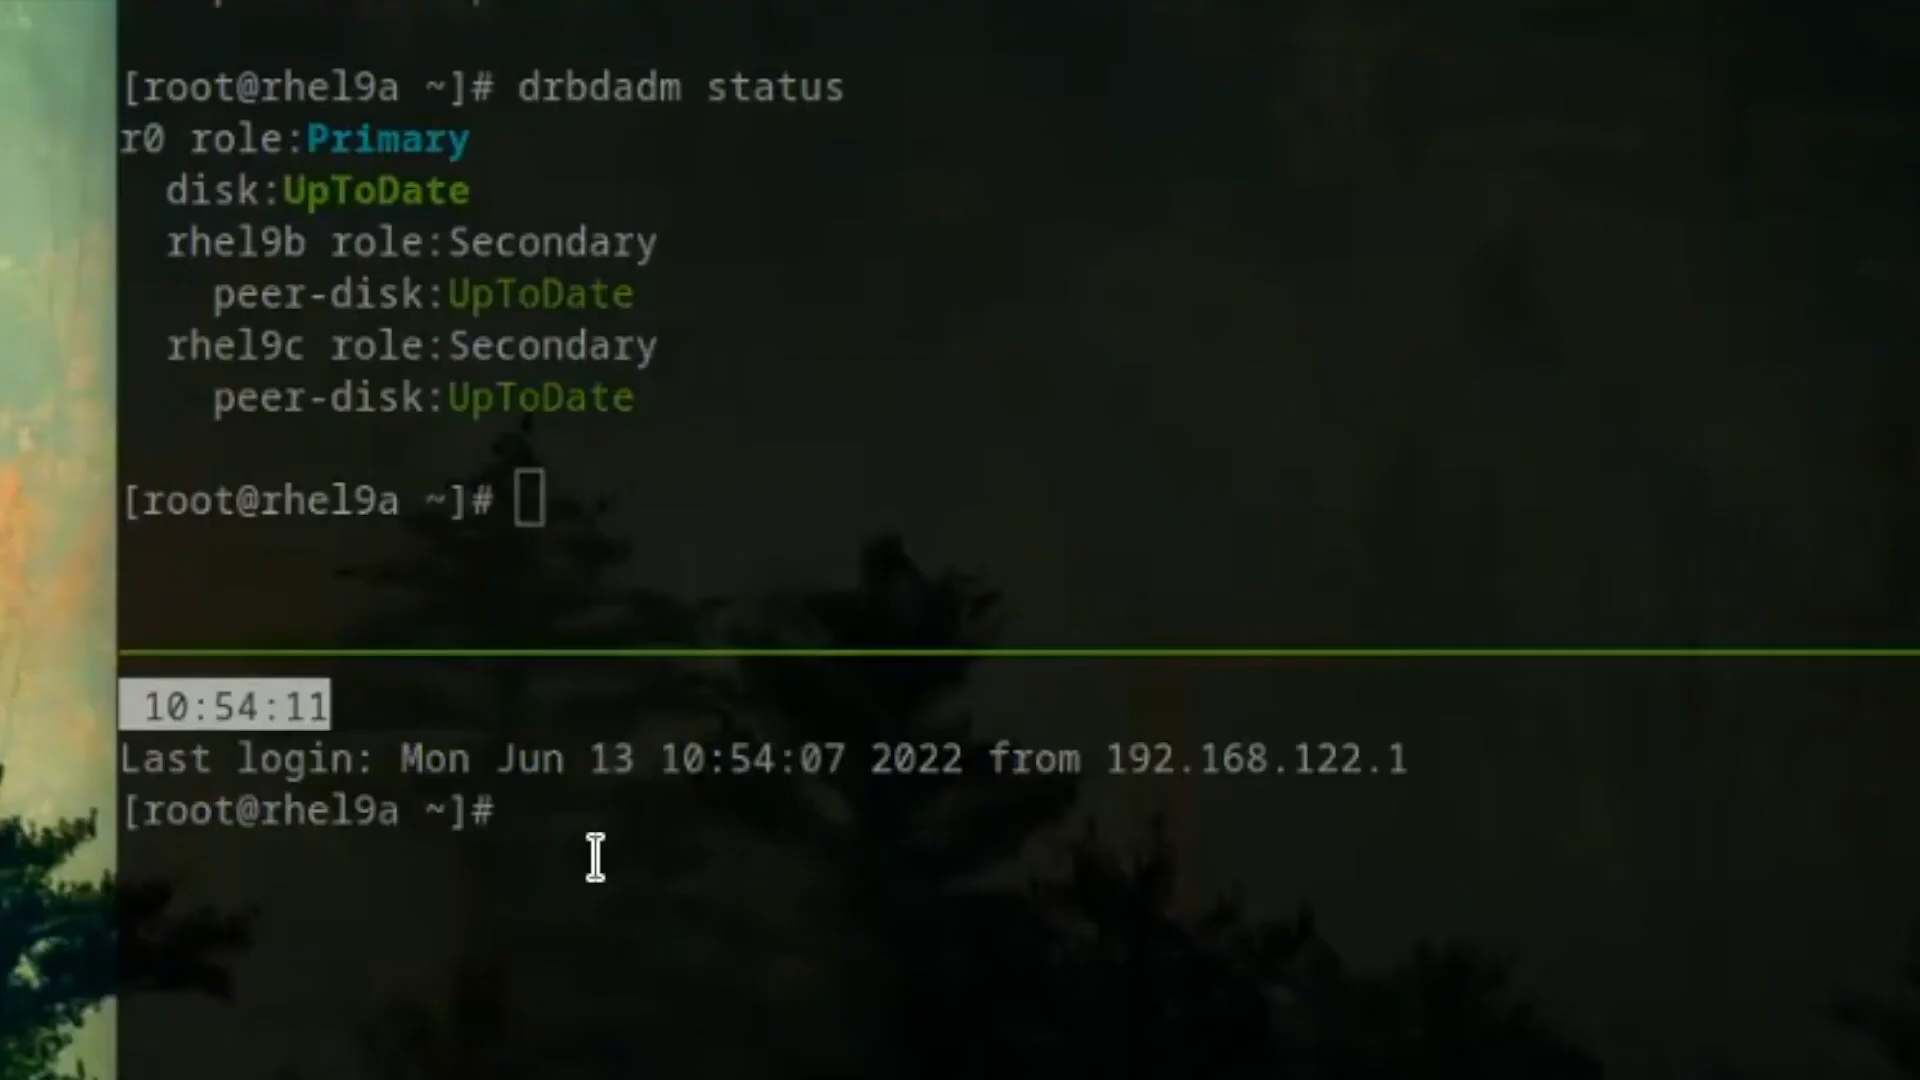 [root@rhel9a ~]# drbdadm status
r0 role:Primary
  disk:UpToDate
  rhel9b role:Secondary
    peer-disk:UpToDate
  rhel9c role:Secondary
    peer-disk:UpToDate
[root@rhel9a ~]#
10:54:11
Last login: Mon Jun 13 10:54:07 2022 from 192.168.122.1
[root@rhel9a ~]#